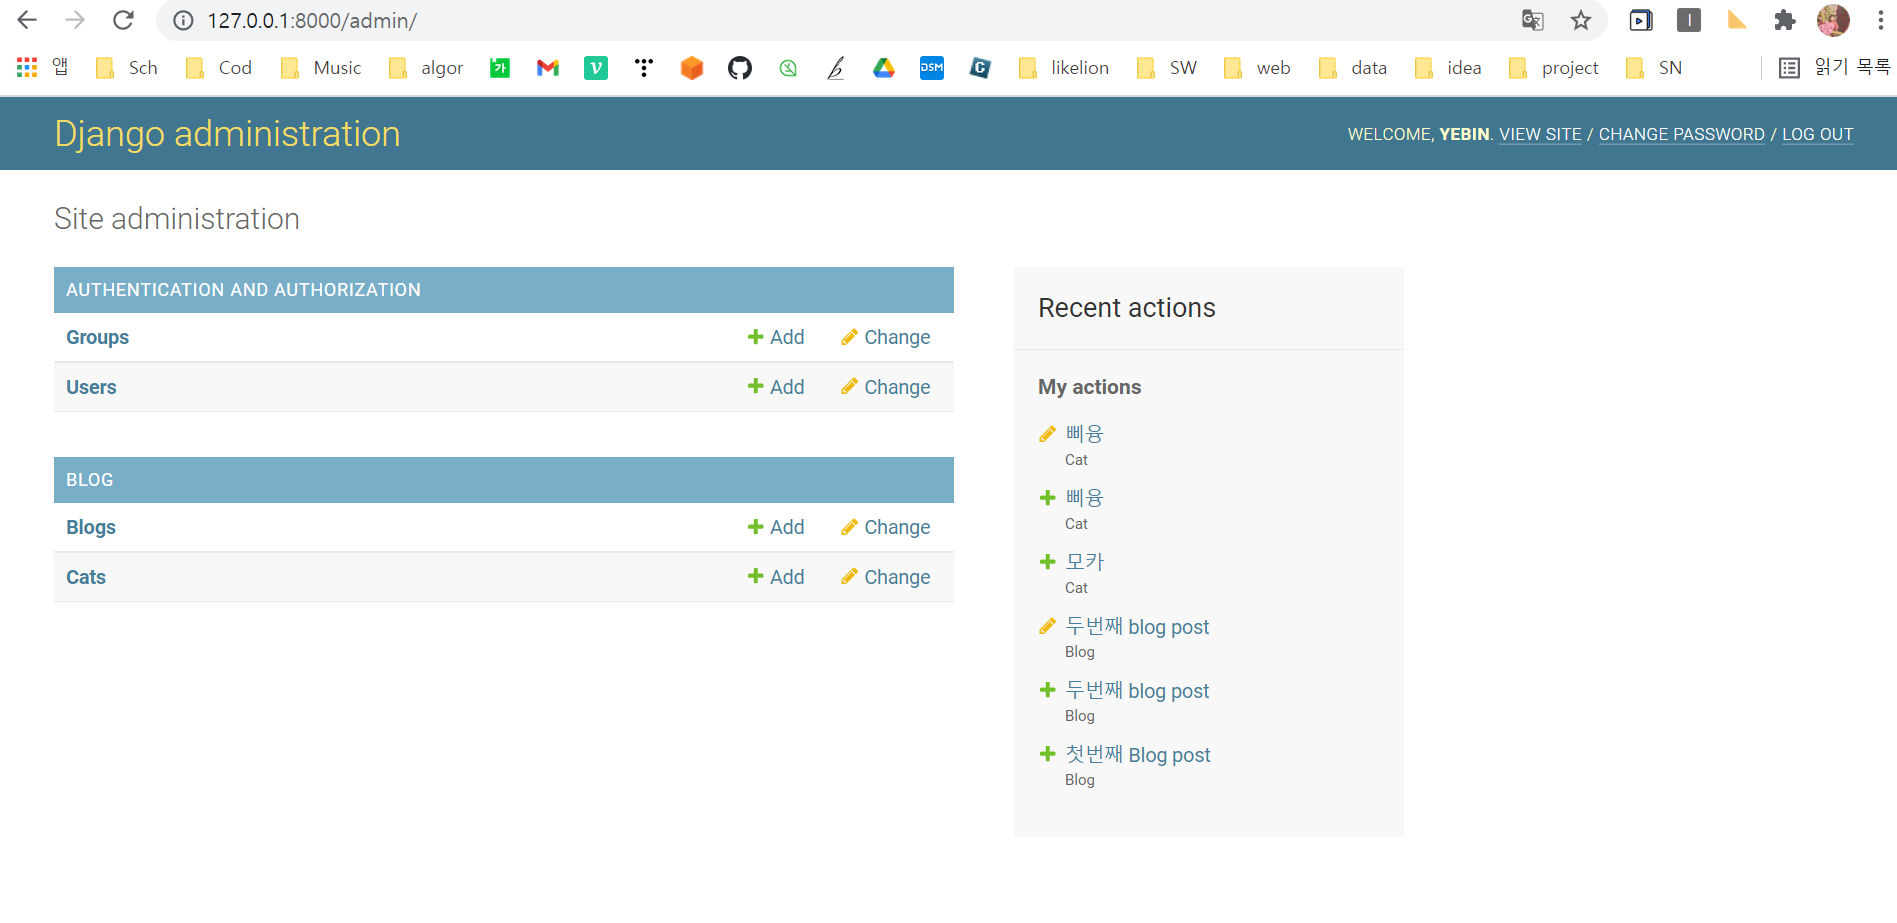 127.0.0.1:8000/admin/
앱 Sch Cod Music algor likelion SW web data idea project SN 읽기 목록
Django administration
WELCOME, YEBIN. VIEW SITE / CHANGE PASSWORD / LOG OUT
Site administration
AUTHENTICATION AND AUTHORIZATION
Groups Add Change
Users Add Change
BLOG
Blogs Add Change
Cats Add Change
Recent actions
My actions
삐융
Cat
삐융
Cat
모카
Cat
두번째 blog post
Blog
두번째 blog post
Blog
첫번째 Blog post
Blog